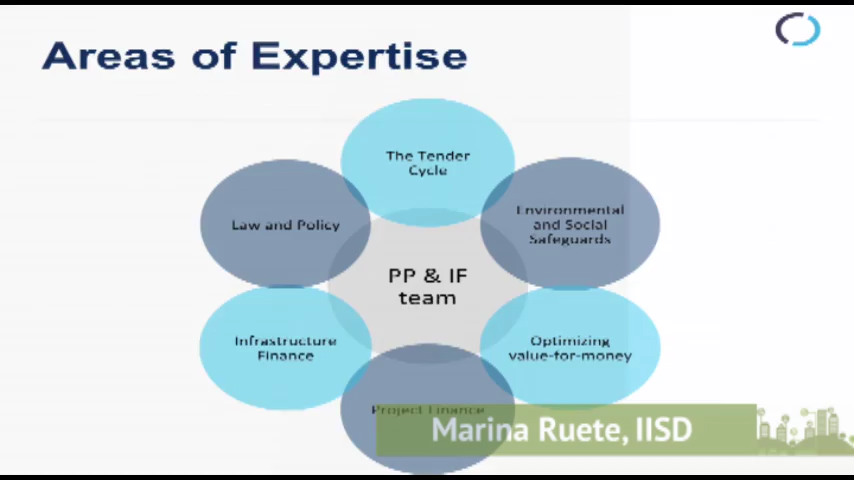 Areas of Expertise
The Tender
Cycle
Environmental
and Social
Safeguards
Law and Policy
PP & IF
team
Infrastructure
Finance
Optimizing
value-for-money
Project Finance
Marina Ruete, IISD